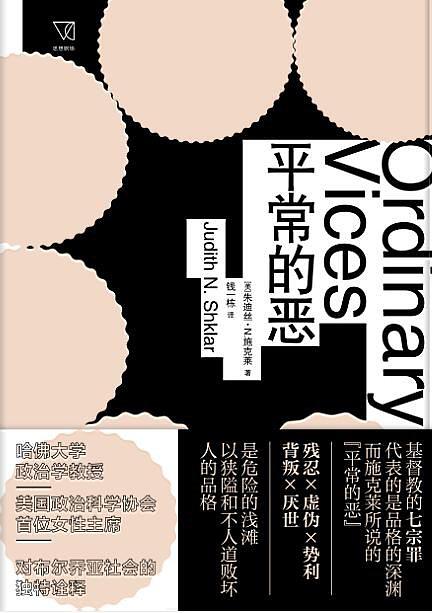 思想剧场
Ordinary
Vices
平常的恶
Judith N. Shklar
[美]朱迪丝·N.施克莱 著
钱一栋 译
基督教的七宗罪
代表的是品格的深渊
而施克莱所说的
『平常的恶』
残忍×虚伪×势利
背叛×厌世
是危险的浅滩
以狭隘和不人道败坏
人的品格
哈佛大学
政治学教授
美国政治科学协会
首位女性主席
对布尔乔亚社会的
独特诠释